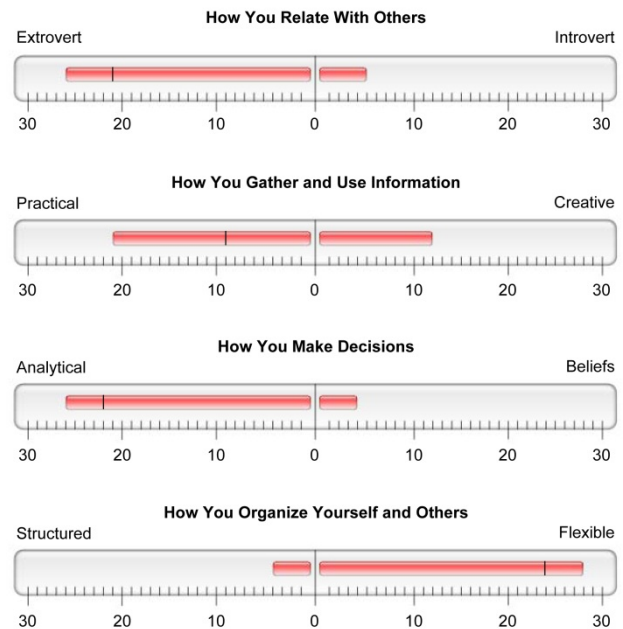 How You Relate With Others
Extrovert Introvert
30 20 10 0 10 20 30
How You Gather and Use Information
Practical Creative
30 20 10 0 10 20 30
How You Make Decisions
Analytical Beliefs
30 20 10 0 10 20 30
How You Organize Yourself and Others
Structured Flexible
30 20 10 0 10 20 30